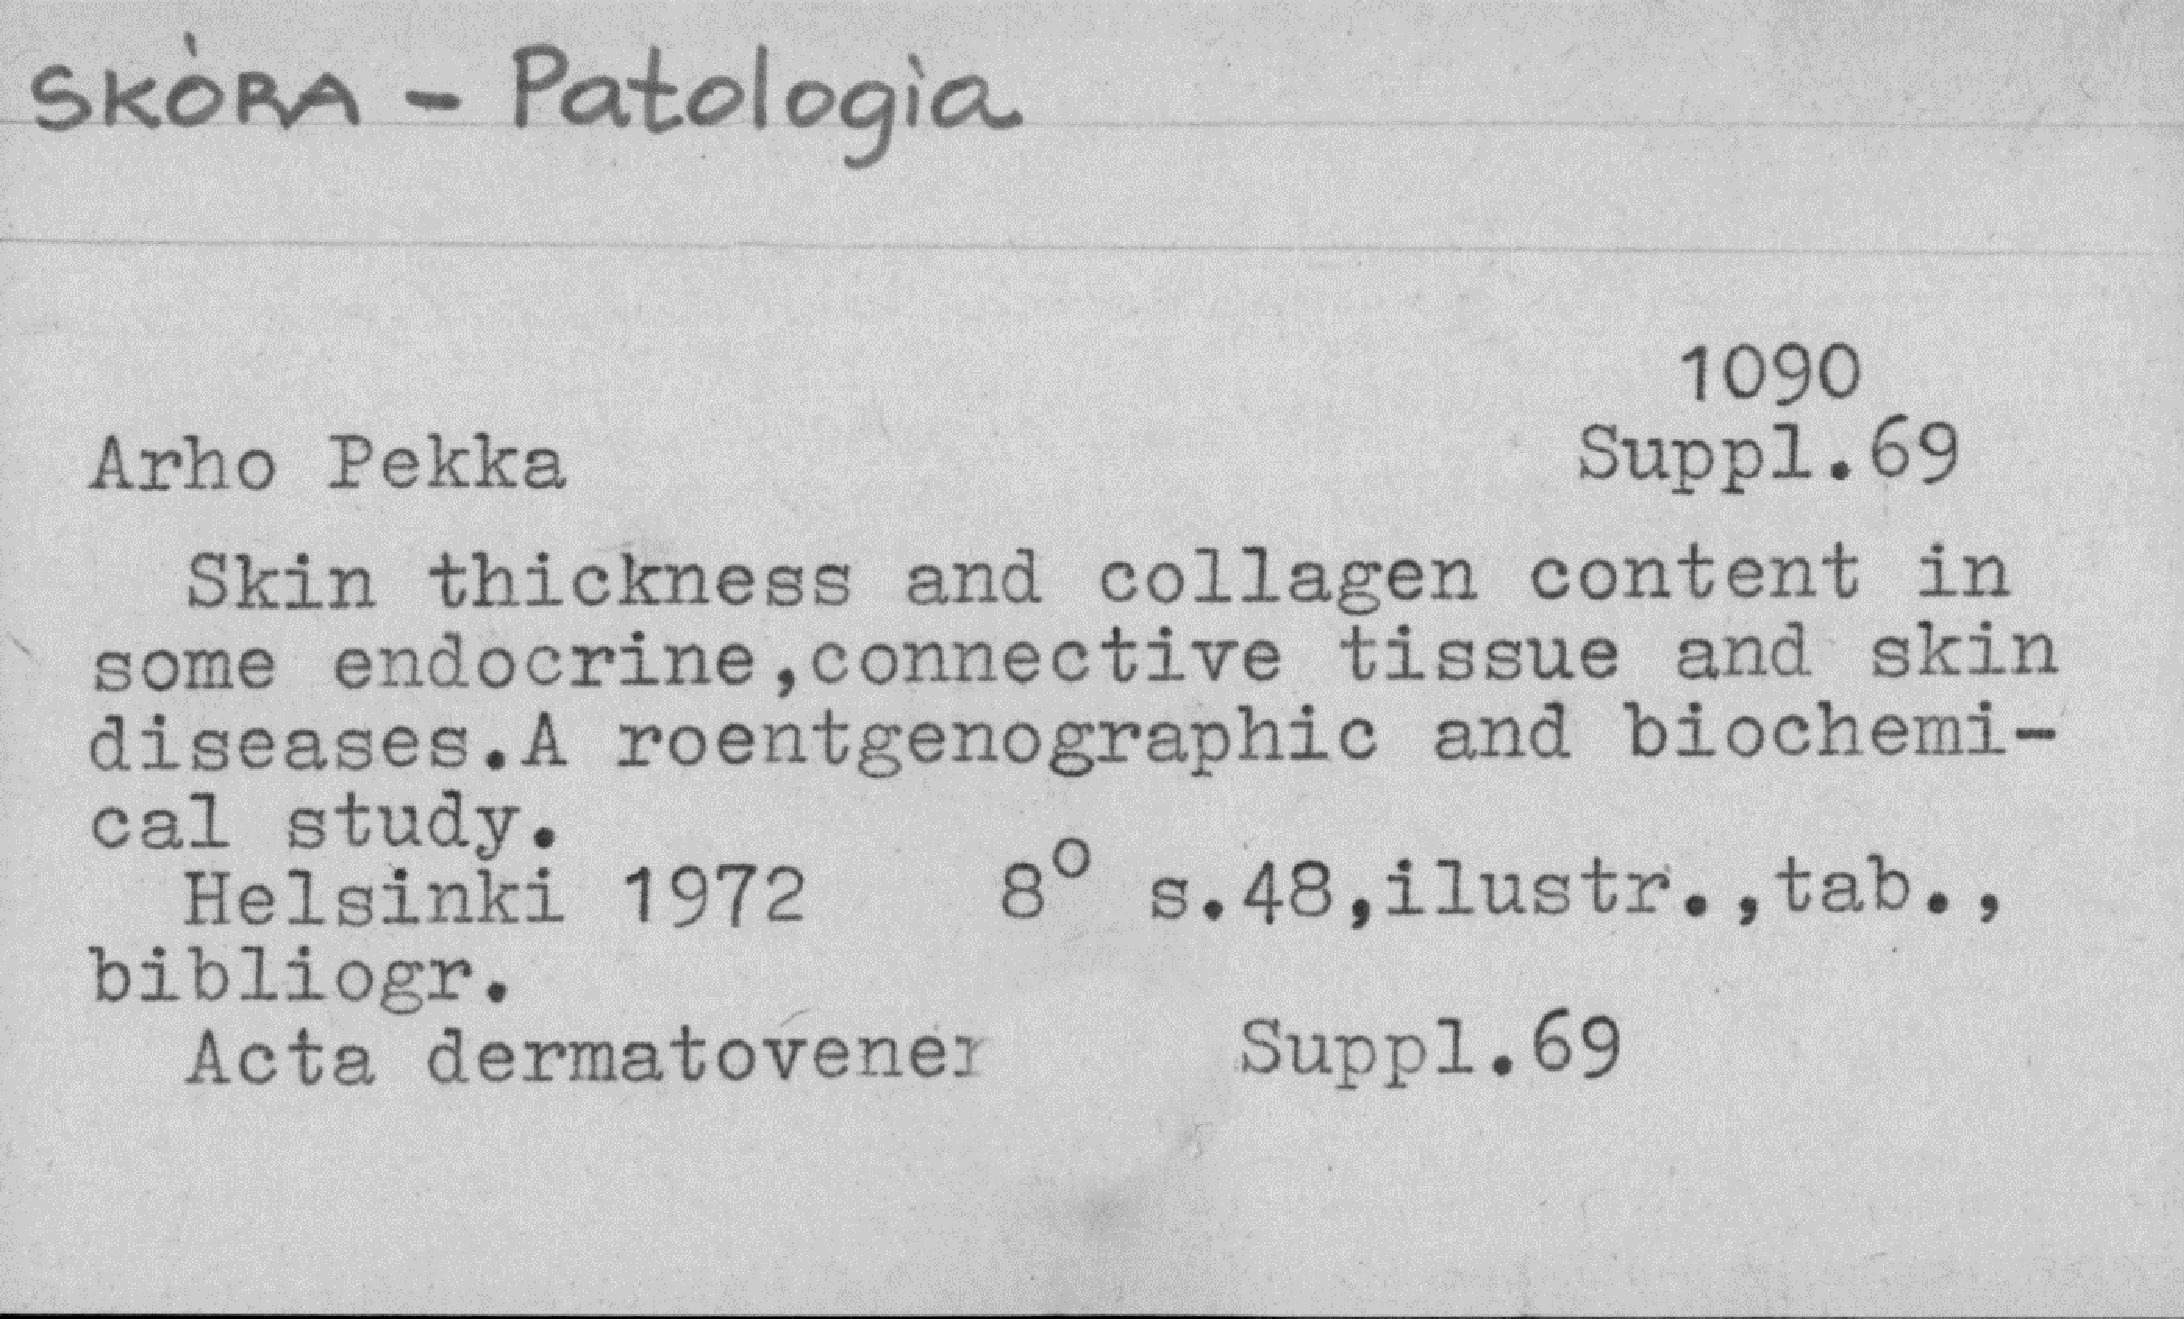 SKÓRA - Patologia
1090
Arho Pekka Suppl.69
Skin thickness and collagen content in
some endocrine,connective tissue and skin
diseases.A roentgenographic and biochemi-
cal study.
Helsinki 1972 8° s.48,ilustr.,tab.,
bibliogr.
Acta dermatovener Suppl.69